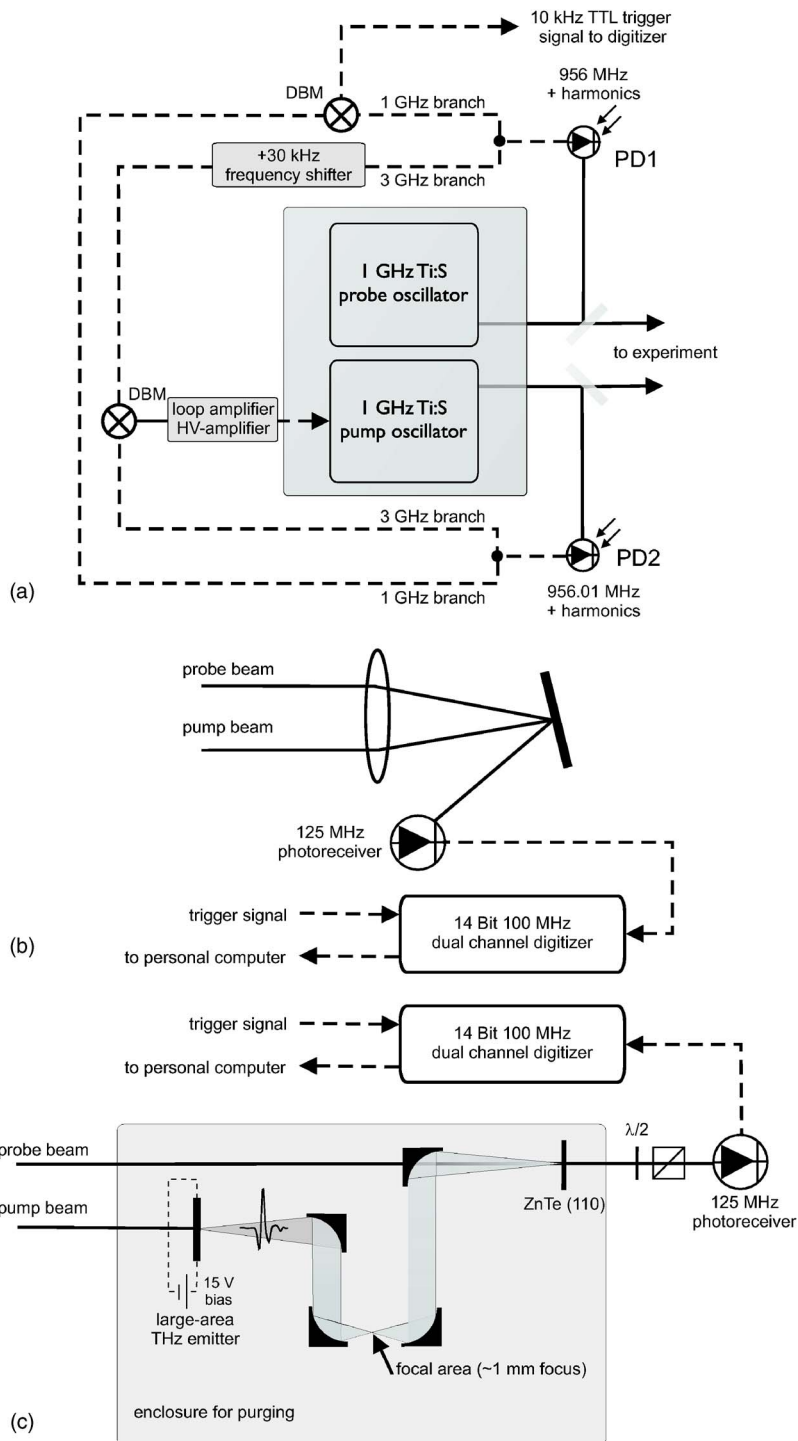 10 kHz TTL trigger
signal to digitizer
956 MHz
+ harmonics
DBM
1 GHz branch
PD1
+30 kHz
frequency shifter
3 GHz branch
1 GHz Ti:S
probe oscillator
to experiment
DBM
loop amplifier
HV-amplifier
1 GHz Ti:S
pump oscillator
3 GHz branch
PD2
1 GHz branch
956.01 MHz
+ harmonics
(a)
probe beam
pump beam
125 MHz
photoreceiver
trigger signal
14 Bit 100 MHz
dual channel digitizer
to personal computer
(b)
trigger signal
14 Bit 100 MHz
dual channel digitizer
to personal computer
probe beam
λ/2
pump beam
ZnTe (110)
125 MHz
photoreceiver
15 V
bias
large-area
THz emitter
focal area (~1 mm focus)
enclosure for purging
(c)